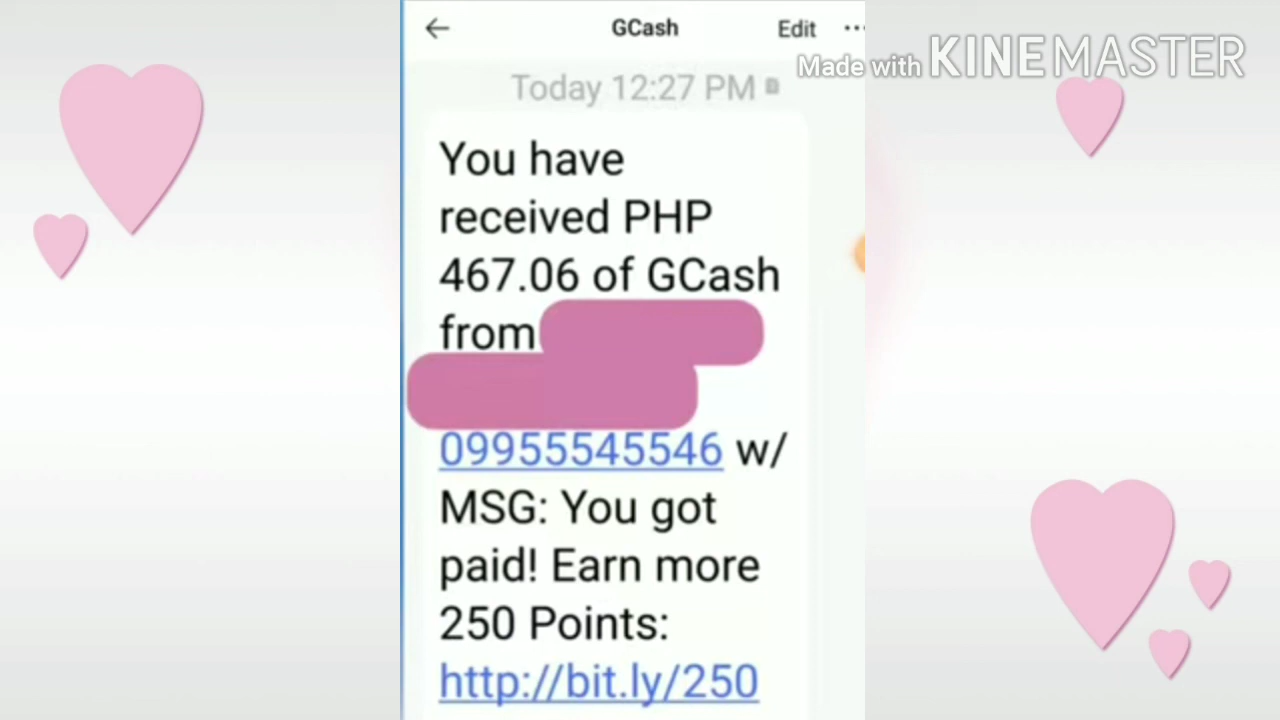 GCash Edit ...
Made with KINEMASTER
Today 12:27 PM
You have
received PHP
467.06 of GCash
from
09955545546 w/
MSG: You got
paid! Earn more
250 Points:
http://bit.ly/250